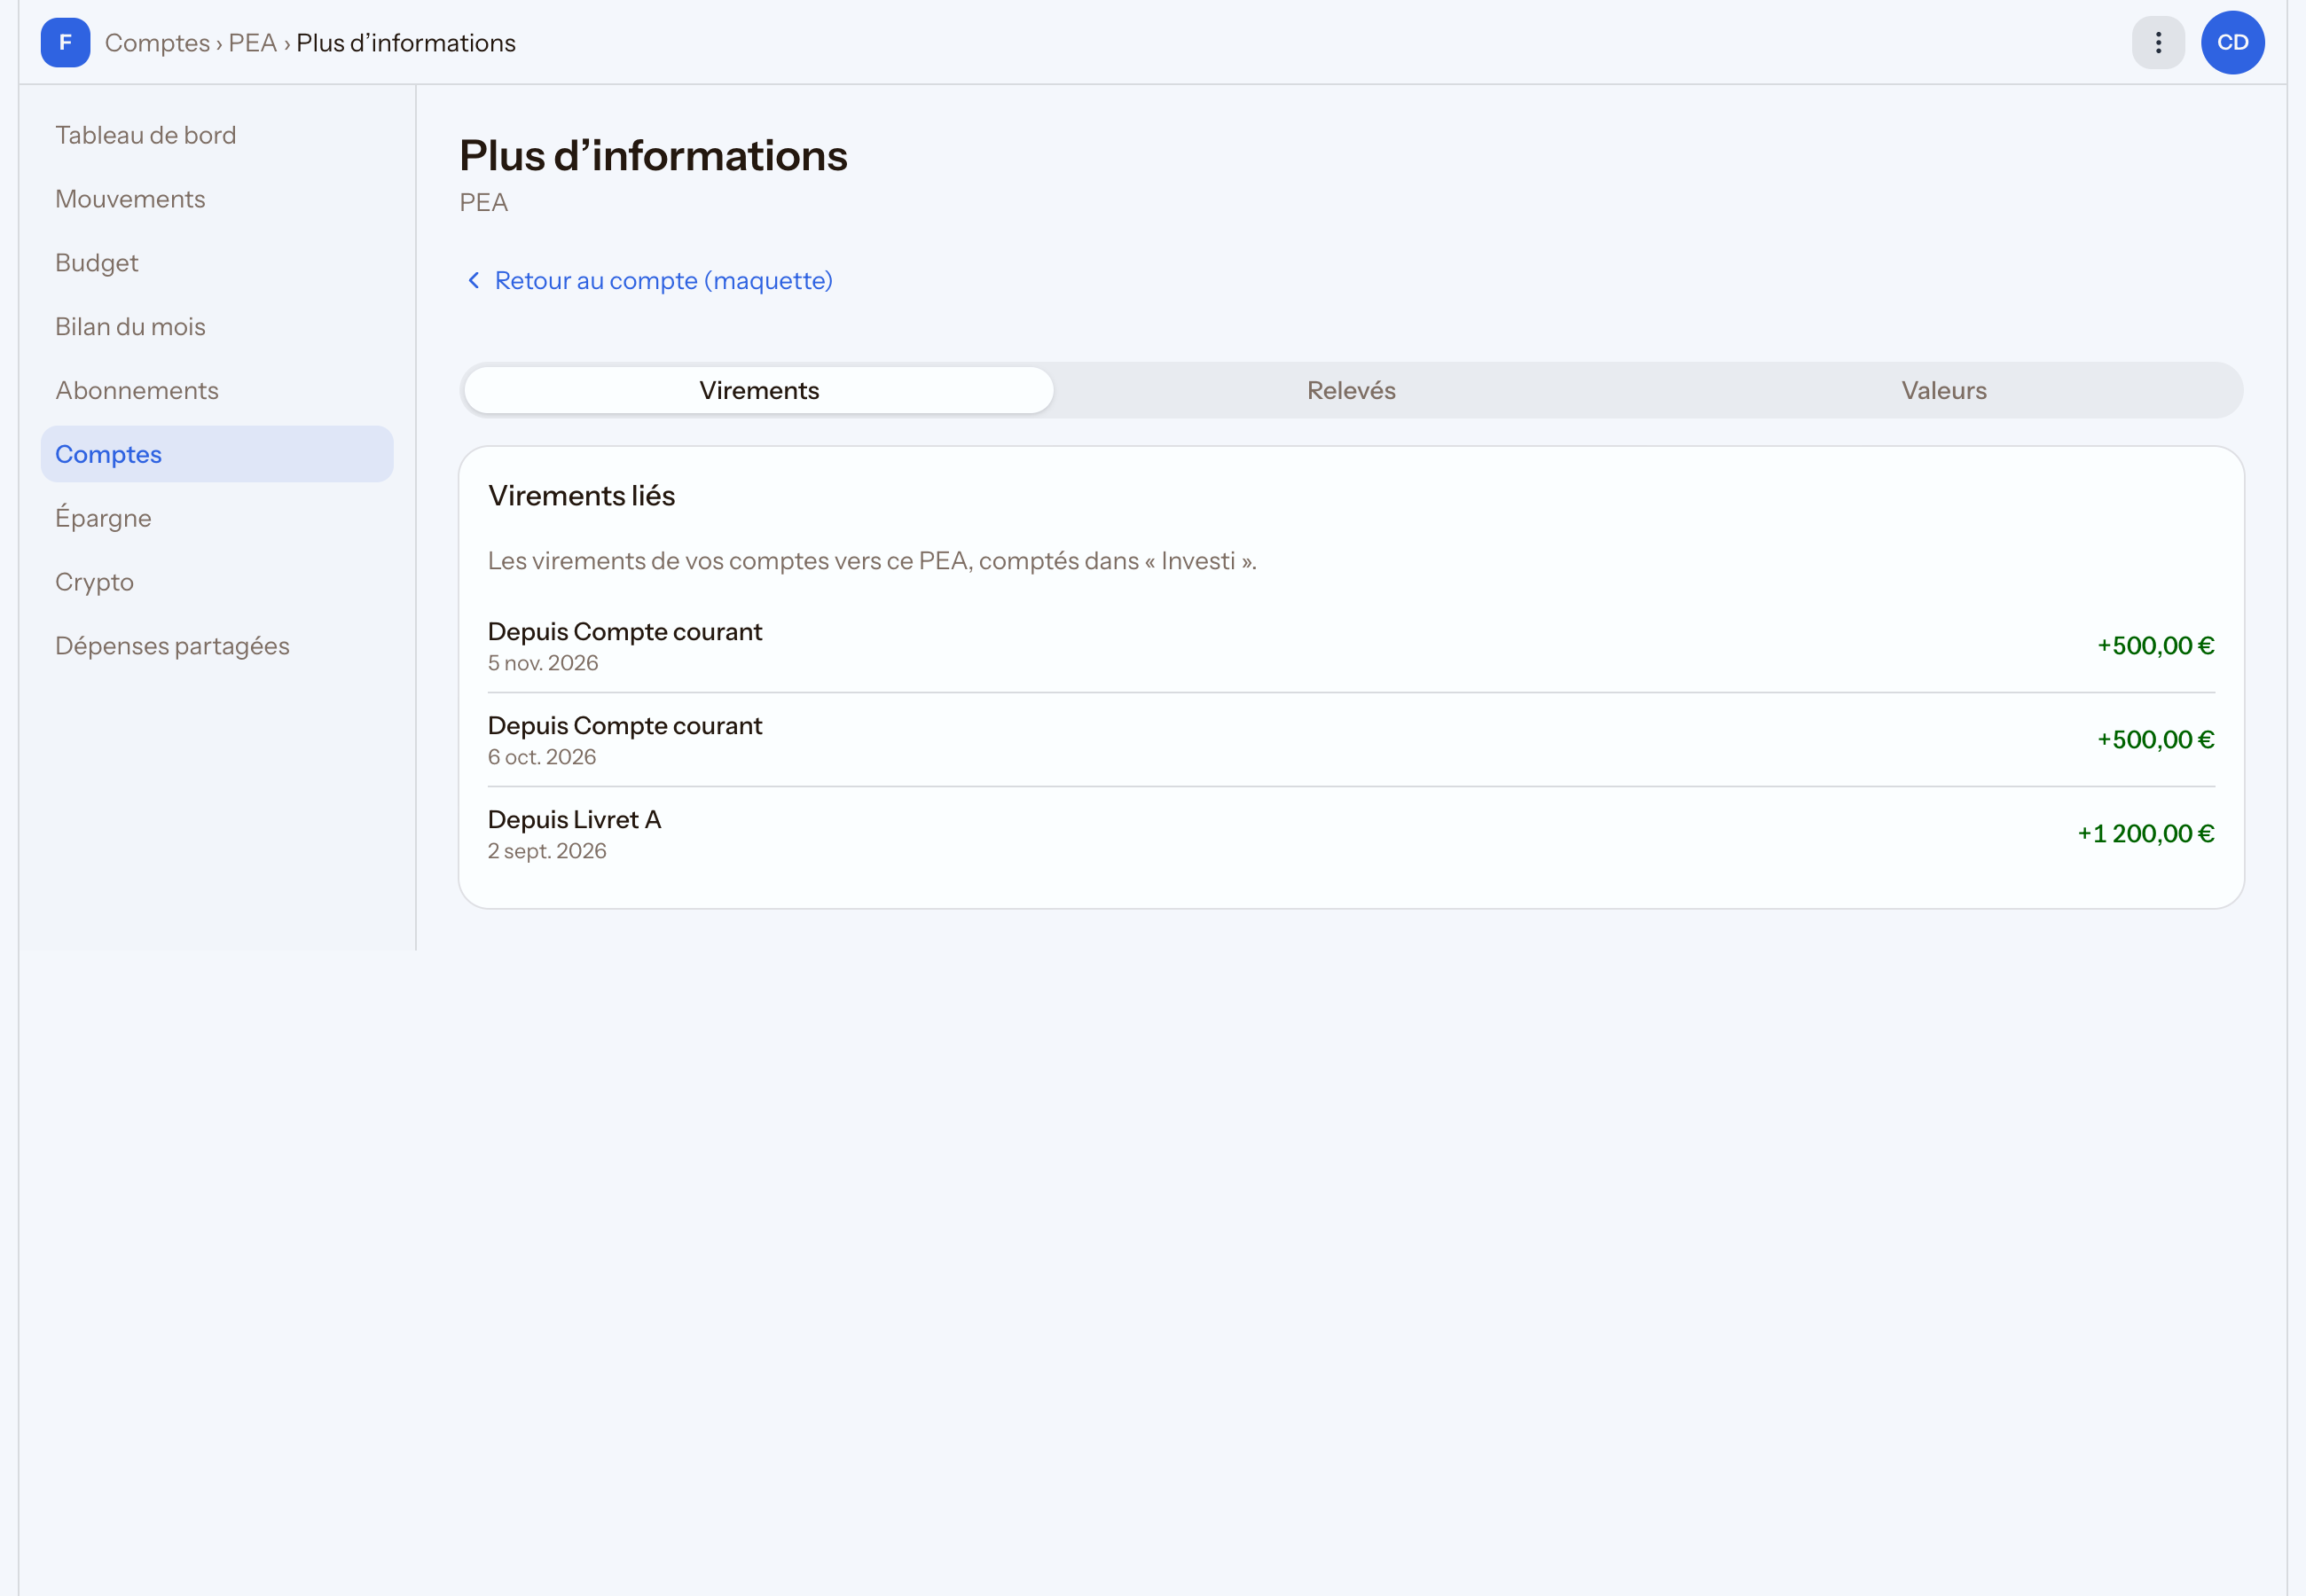 F
Comptes › PEA › Plus d’informations
CD
Tableau de bord
Mouvements
Budget
Bilan du mois
Abonnements
Comptes
Épargne
Crypto
Dépenses partagées
Plus d’informations
PEA
Retour au compte (maquette)
Virements
Relevés
Valeurs
Virements liés
Les virements de vos comptes vers ce PEA, comptés dans « Investi ».
Depuis Compte courant
5 nov. 2026
+500,00 €
Depuis Compte courant
6 oct. 2026
+500,00 €
Depuis Livret A
2 sept. 2026
+1 200,00 €